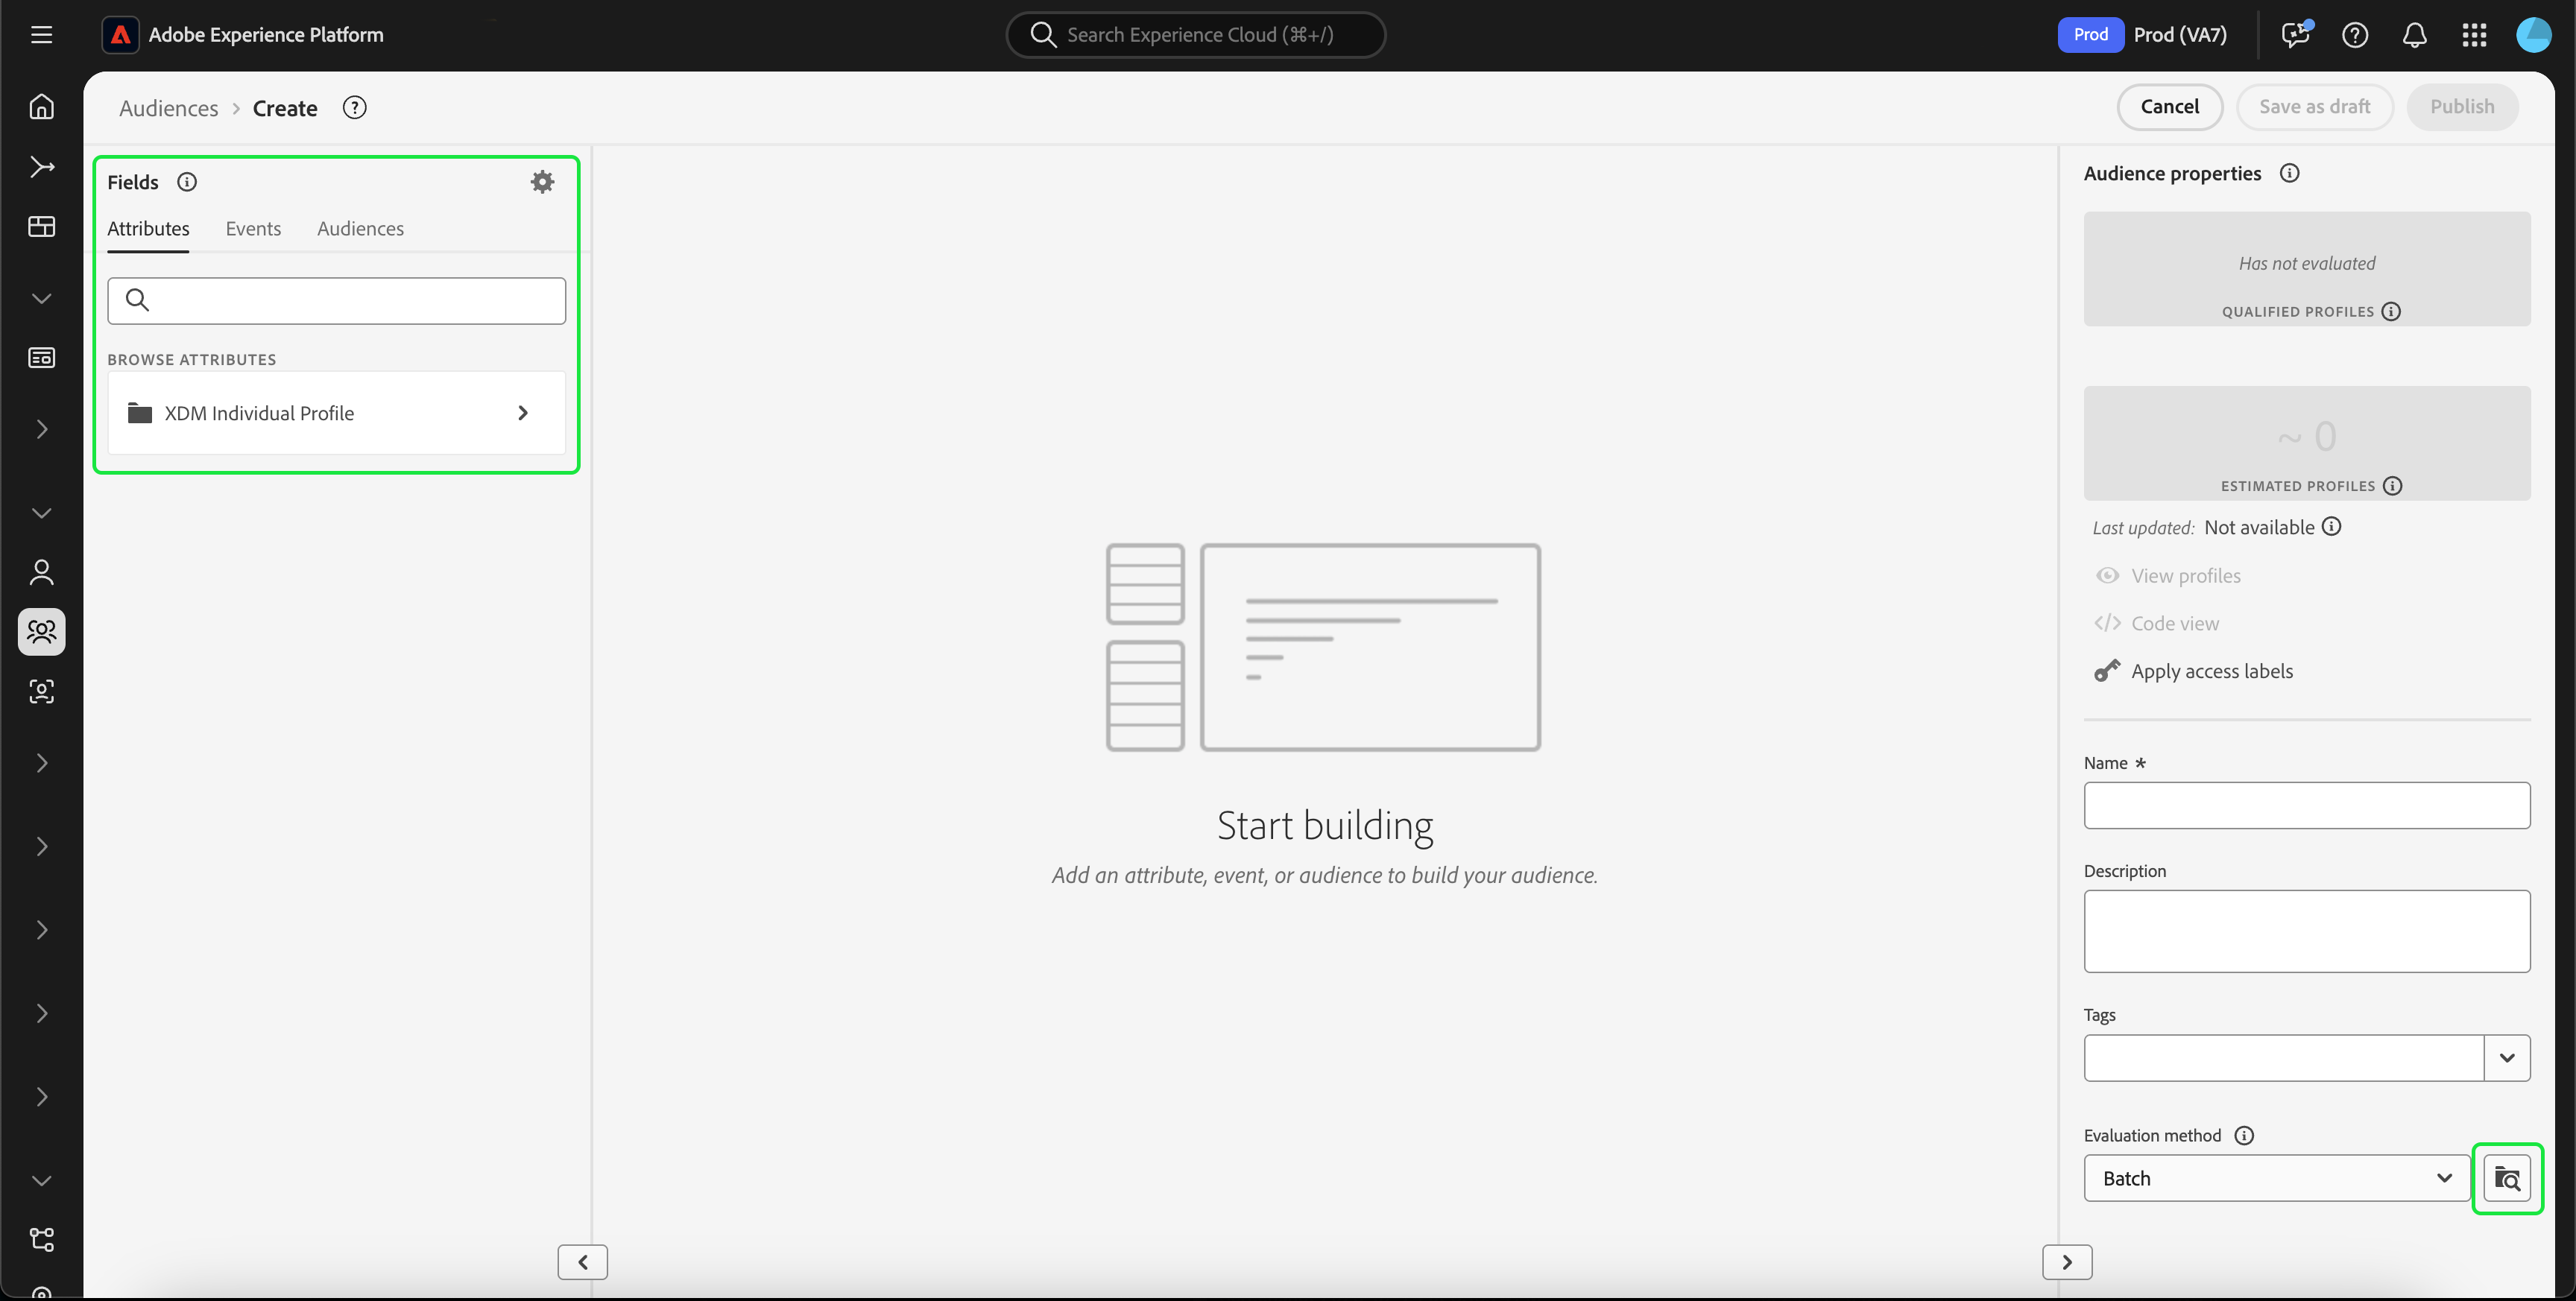 Adobe Experience Platform
Search Experience Cloud (⌘+/)
Prod
Prod (VA7)
Audiences > Create
Cancel
Save as draft
Publish
Fields
Attributes
Events
Audiences
BROWSE ATTRIBUTES
XDM Individual Profile
Start building
Add an attribute, event, or audience to build your audience.
Audience properties
Has not evaluated
QUALIFIED PROFILES
~ 0
ESTIMATED PROFILES
Last updated: Not available
View profiles
</> Code view
Apply access labels
Name *
Description
Tags
Evaluation method
Batch